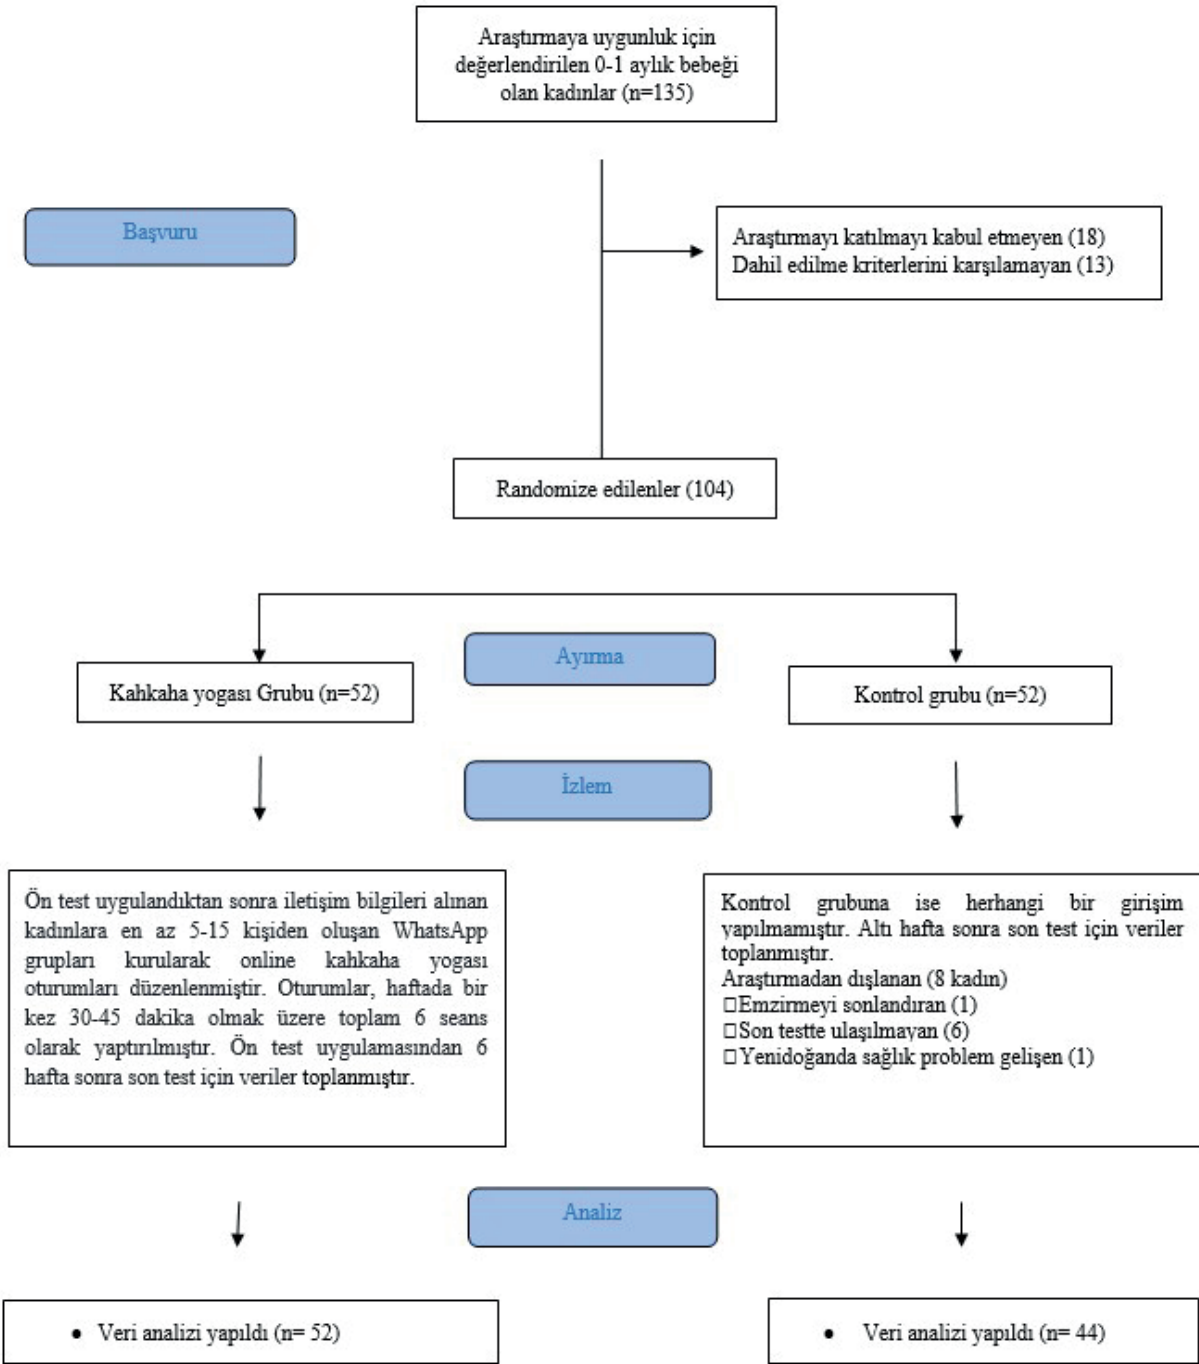 Araştırmaya uygunluk için
değerlendirilen 0-1 aylık bebeği
olan kadınlar (n=135)
Başvuru
Araştırmayı katılmayı kabul etmeyen (18)
Dahil edilme kriterlerini karşılamayan (13)
Randomize edilenler (104)
Ayırma
Kahkaha yogası Grubu (n=52)
Kontrol grubu (n=52)
İzlem
Ön test uygulandıktan sonra iletişim bilgileri alınan
kadınlara en az 5-15 kişiden oluşan WhatsApp
grupları kurularak online kahkaha yogası
oturumları düzenlenmiştir. Oturumlar, haftada bir
kez 30-45 dakika olmak üzere toplam 6 seans
olarak yaptırılmıştır. Ön test uygulamasından 6
hafta sonra son test için veriler toplanmıştır.
Kontrol grubuna ise herhangi bir girişim
yapılmamıştır. Altı hafta sonra son test için veriler
toplanmıştır.
Araştırmadan dışlanan (8 kadın)
□Emzirmeyi sonlandıran (1)
□Son testte ulaşılmayan (6)
□Yenidoğanda sağlık problem gelişen (1)
Analiz
• Veri analizi yapıldı (n= 52)
• Veri analizi yapıldı (n= 44)